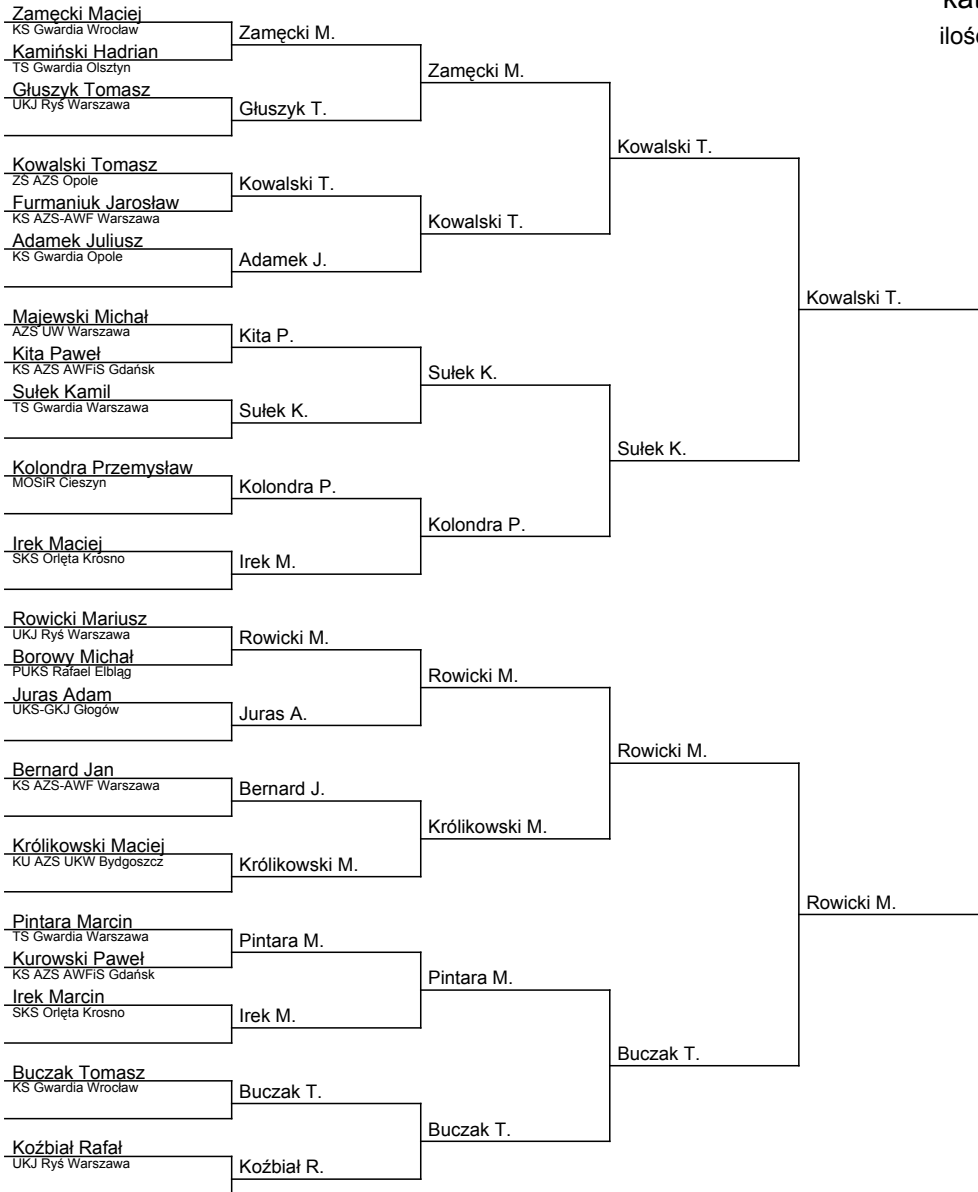 Zamęcki Maciej
KS Gwardia Wrocław
Kamiński Hadrian
TS Gwardia Olsztyn
Głuszyk Tomasz
UKJ Ryś Warszawa
Kowalski Tomasz
ZS AZS Opole
Furmaniuk Jarosław
KS AZS-AWF Warszawa
Adamek Juliusz
KS Gwardia Opole
Majewski Michał
AZS UW Warszawa
Kita Paweł
KS AZS AWFiS Gdańsk
Sułek Kamil
TS Gwardia Warszawa
Kolondra Przemysław
MOSiR Cieszyn
Irek Maciej
SKS Orlęta Krosno
Rowicki Mariusz
UKJ Ryś Warszawa
Borowy Michał
PUKS Rafael Elbląg
Juras Adam
UKS-GKJ Głogów
Bernard Jan
KS AZS-AWF Warszawa
Królikowski Maciej
KU AZS UKW Bydgoszcz
Pintara Marcin
TS Gwardia Warszawa
Kurowski Paweł
KS AZS AWFiS Gdańsk
Irek Marcin
SKS Orlęta Krosno
Buczak Tomasz
KS Gwardia Wrocław
Koźbiał Rafał
UKJ Ryś Warszawa
Zamęcki M.
Głuszyk T.
Kowalski T.
Adamek J.
Kita P.
Sułek K.
Kolondra P.
Irek M.
Rowicki M.
Juras A.
Bernard J.
Królikowski M.
Pintara M.
Irek M.
Buczak T.
Koźbiał R.
Zamęcki M.
Kowalski T.
Sułek K.
Kolondra P.
Rowicki M.
Królikowski M.
Pintara M.
Buczak T.
Kowalski T.
Sułek K.
Rowicki M.
Buczak T.
Kowalski T.
Rowicki M.